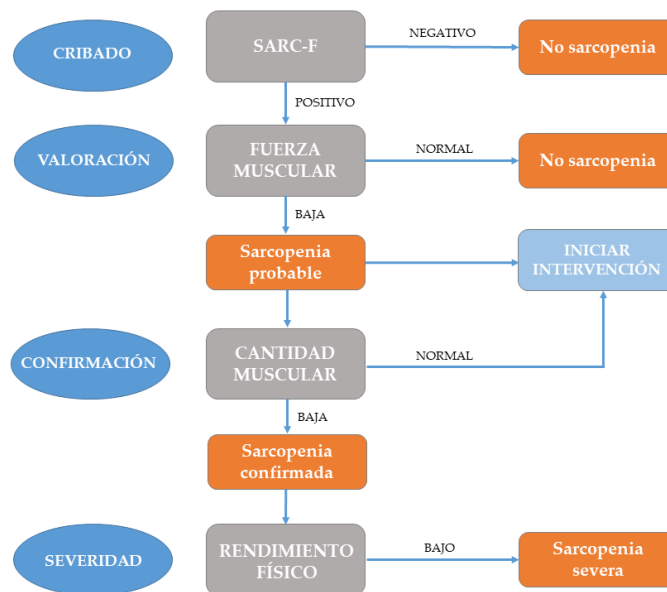 CRIBADO
SARC-F
NEGATIVO
No sarcopenia
POSITIVO
VALORACIÓN
FUERZA
MUSCULAR
NORMAL
No sarcopenia
BAJA
Sarcopenia
probable
INICIAR
INTERVENCIÓN
CONFIRMACIÓN
CANTIDAD
MUSCULAR
NORMAL
BAJA
Sarcopenia
confirmada
SEVERIDAD
RENDIMIENTO
FÍSICO
BAJO
Sarcopenia
severa